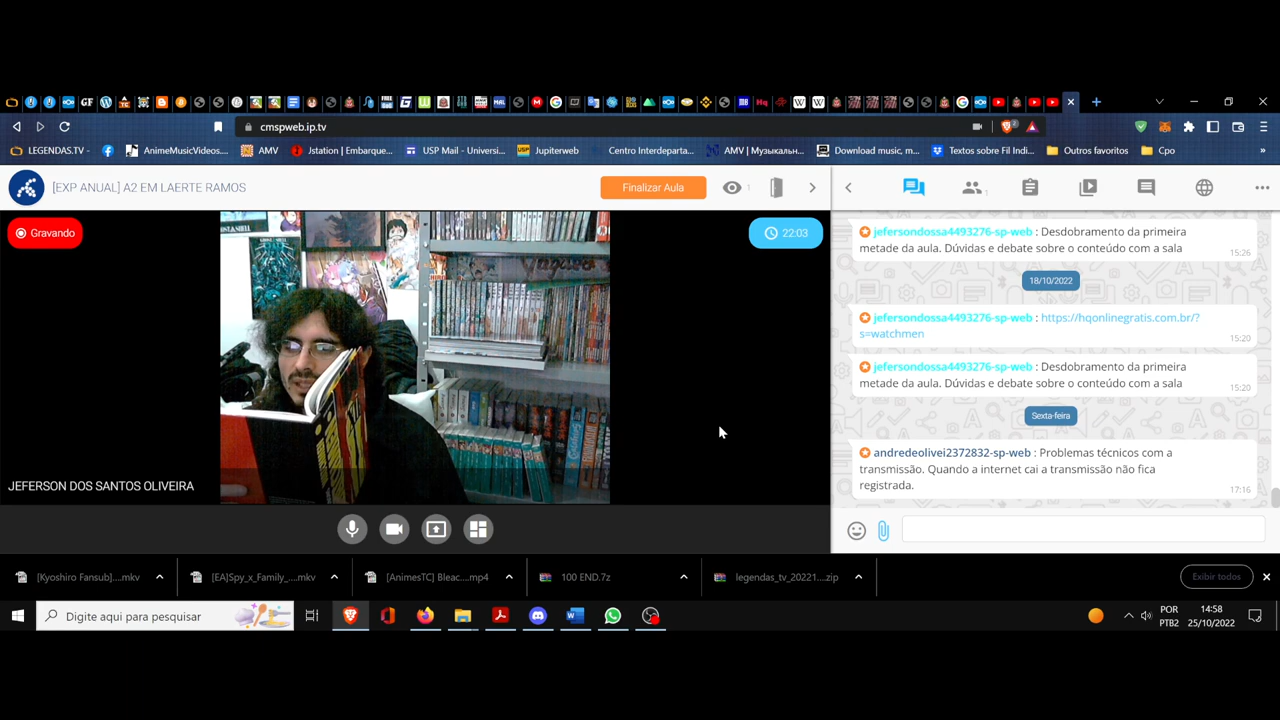 cmspweb.ip.tv
2
LEGENDAS.TV -
AnimeMusicVideos...
AMV
Jstation | Embarque...
USP Mail - Universi...
Jupiterweb
Centro Interdeparta...
AMV | Музыкальн...
Download music, m...
Textos sobre Fil Indi...
Outros favoritos
Cpo
»
[EXP ANUAL] A2 EM LAERTE RAMOS
Finalizar Aula
1
1
Gravando
22:03
JEFERSON DOS SANTOS OLIVEIRA
jefersondossa4493276-sp-web : Desdobramento da primeira
metade da aula. Dúvidas e debate sobre o conteúdo com a sala
15:26
18/10/2022
jefersondossa4493276-sp-web : https://hqonlinegratis.com.br/?
s=watchmen
15:20
jefersondossa4493276-sp-web : Desdobramento da primeira
metade da aula. Dúvidas e debate sobre o conteúdo com a sala
15:20
Sexta-feira
andredeolivei2372832-sp-web : Problemas técnicos com a
transmissão. Quando a internet cai a transmissão não fica
registrada.
17:16
[Kyoshiro Fansub]....mkv
[EA]Spy_x_Family_....mkv
[AnimesTC] Bleac....mp4
100 END.7z
legendas_tv_20221....zip
Exibir todos
Digite aqui para pesquisar
POR
PTB2
14:58
25/10/2022